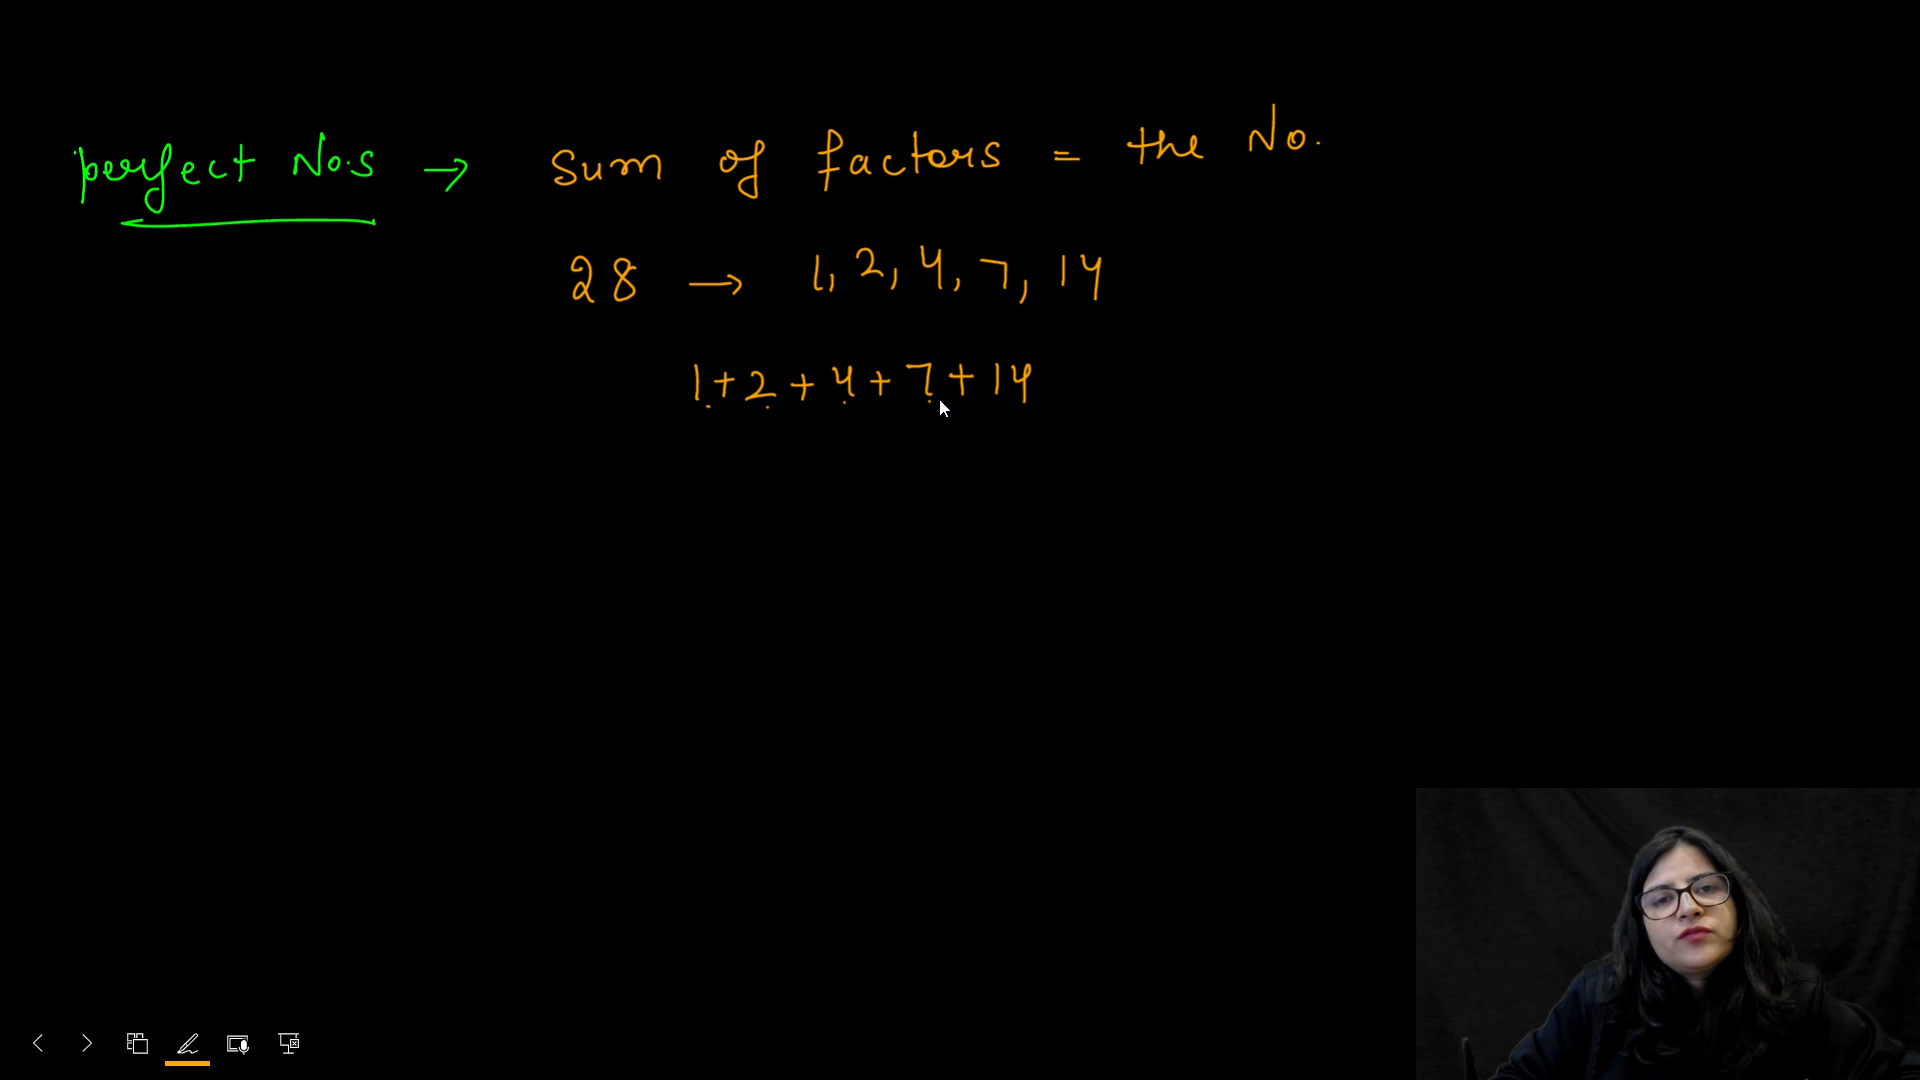 perfect No.s → Sum of factors = the No.
28 → 1, 2, 4, 7, 14
1+2+4+7+14